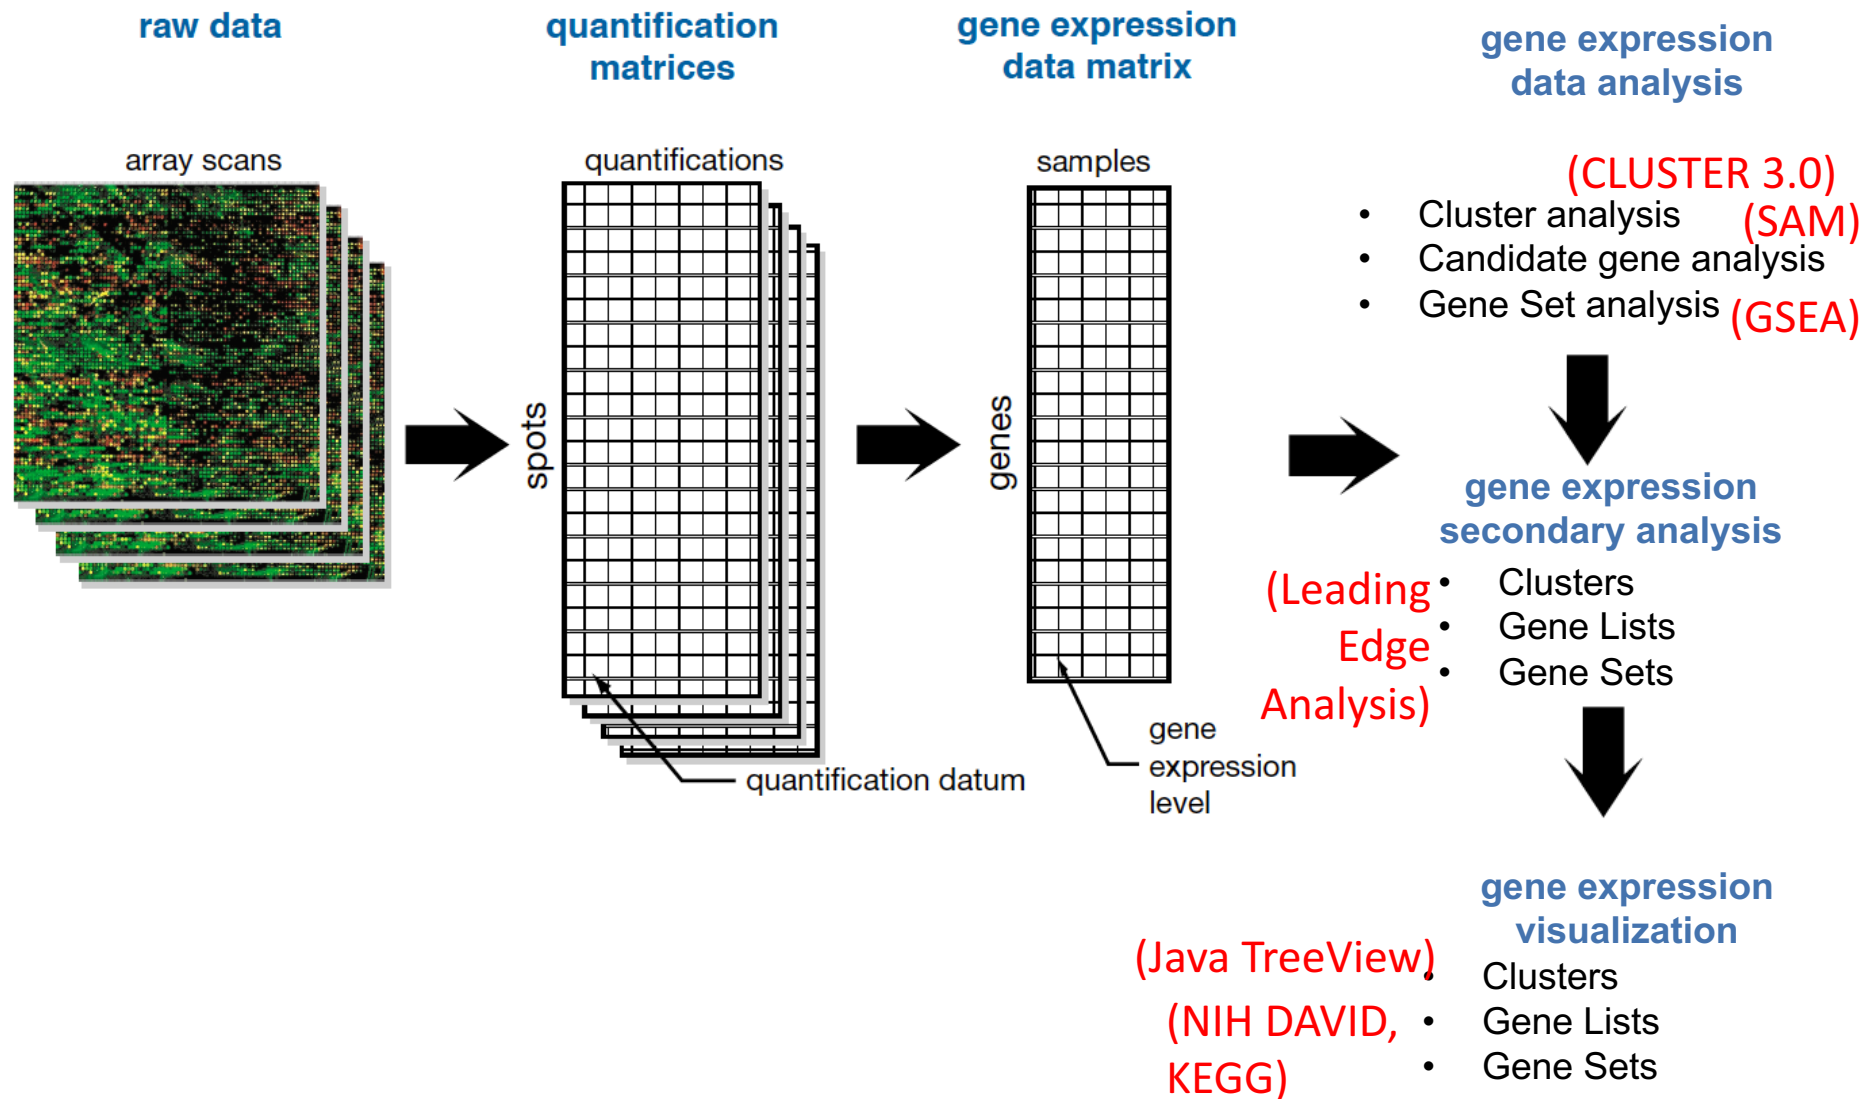 raw data
quantification
matrices
gene expression
data matrix
gene expression
data analysis
array scans
quantifications
samples
spots
genes
quantification datum
gene
expression
level
(CLUSTER 3.0)
• Cluster analysis
(SAM)
• Candidate gene analysis
• Gene Set analysis
(GSEA)
gene expression
secondary analysis
(Leading
Edge
Analysis)
• Clusters
• Gene Lists
• Gene Sets
gene expression
visualization
(Java TreeView)
(NIH DAVID,
KEGG)
• Clusters
• Gene Lists
• Gene Sets